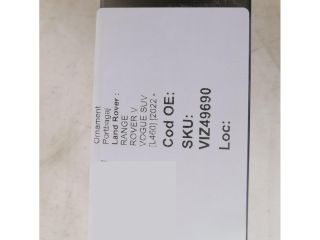 Ornament
Portbagaj
Land Rover :
RANGE
ROVER V
VOGUE SUV
[L460] [2022 -
Cod OE:
SKU:
VIZ49690
Loc: